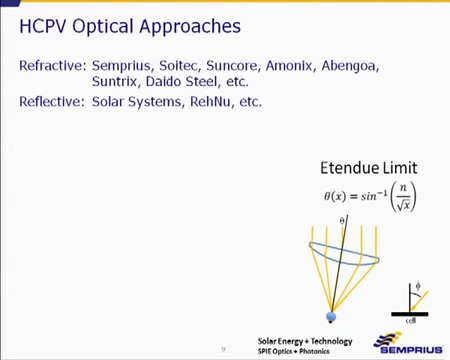 HCPV Optical Approaches
Refractive: Semprius, Soitec, Suncore, Amonix, Abengoa,
Suntrix, Daido Steel, etc.
Reflective: Solar Systems, RehNu, etc.
Etendue Limit
θ(x) = sin⁻¹(n/√x)
θ
ϕ
cell
9
Solar Energy + Technology
SPIE Optics + Photonics
SEMPRIUS